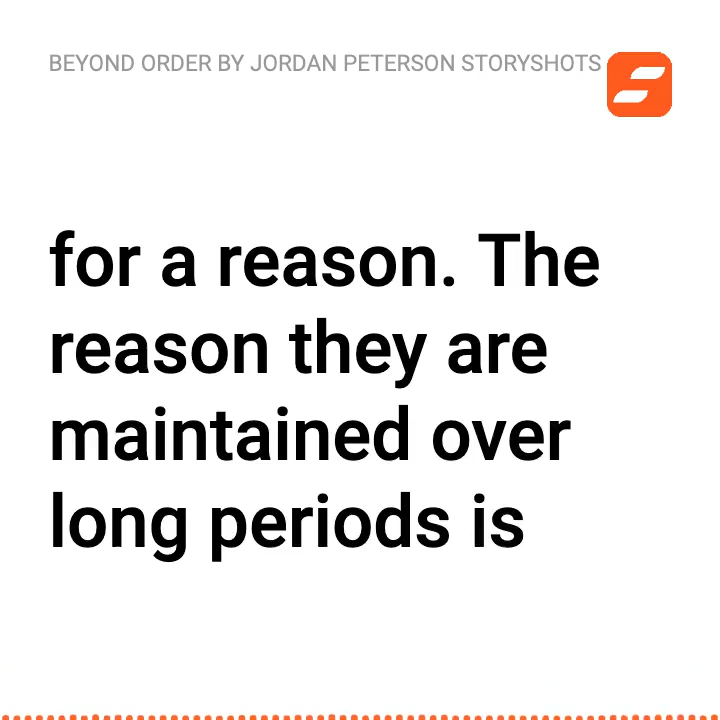 BEYOND ORDER BY JORDAN PETERSON STORYSHOTS
for a reason. The
reason they are
maintained over
long periods is